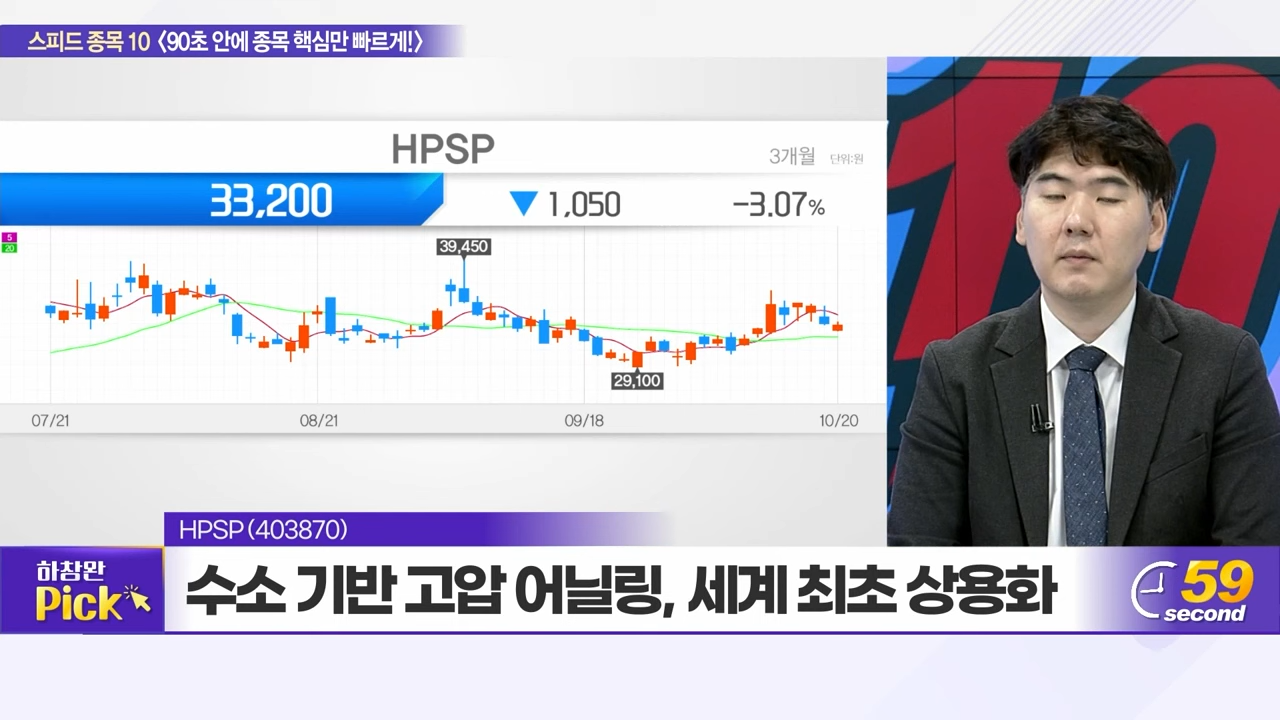 스피드 종목 10 <90초 안에 종목 핵심만 빠르게!>
HPSP
3개월 단위:원
33,200 ▼ 1,050 -3.07%
5
20
39,450
29,100
07/21 08/21 09/18 10/20
HPSP(403870)
하창완
Pick
수소 기반 고압 어닐링, 세계 최초 상용화
59
second